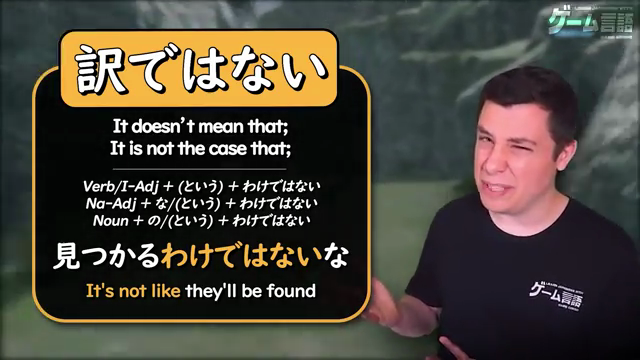 ゲーム言語
訳ではない
It doesn't mean that;
It is not the case that;
Verb/I-Adj + (という) + わけではない
Na-Adj + な/(という) + わけではない
Noun + の/(という) + わけではない
見つかるわけではないな
It's not like they'll be found
ゲーム言語